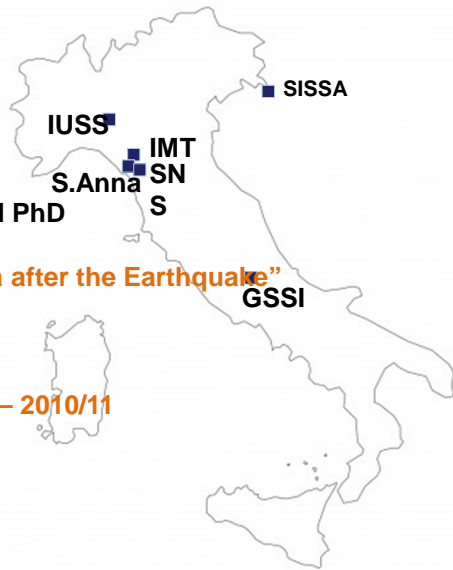 SISSA
IUSS
IMT
SN
S.Anna
S
PhD
after the Earthquake”
GSSI
– 2010/11